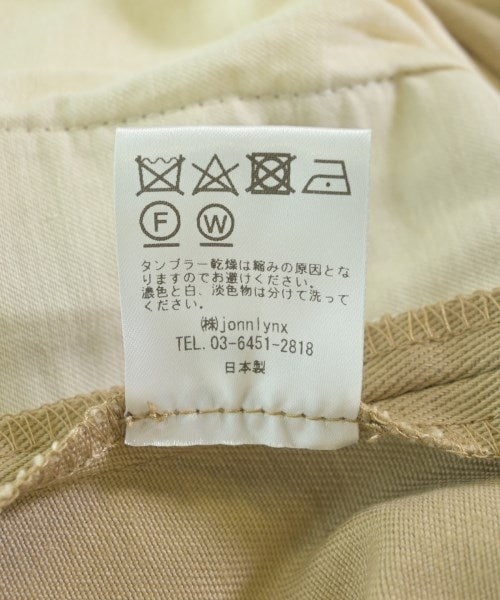 F W
タンブラー乾燥は縮みの原因とな
りますのでお避けください。
濃色と白、淡色物は分けて洗って
ください。
㈱jonnlynx
TEL. 03-6451-2818
日本製